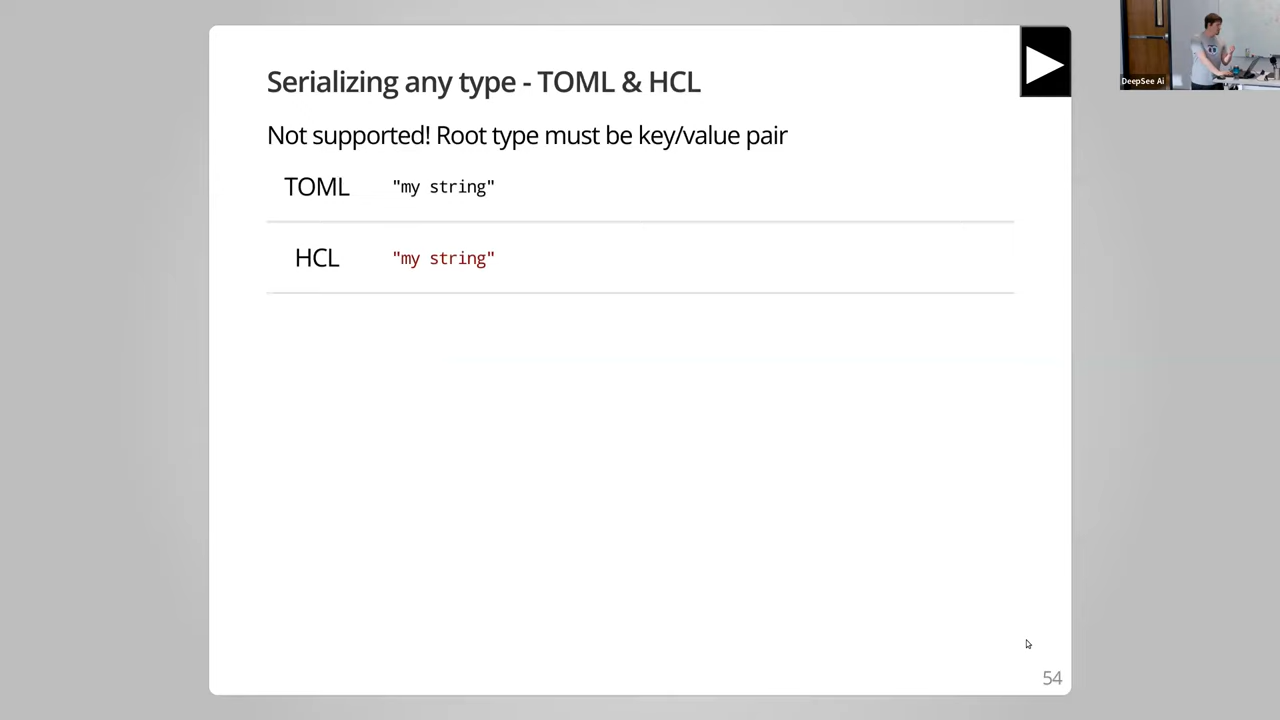 Serializing any type - TOML & HCL
Not supported! Root type must be key/value pair
TOML "my string"
HCL "my string"
54
DeepSee Ai